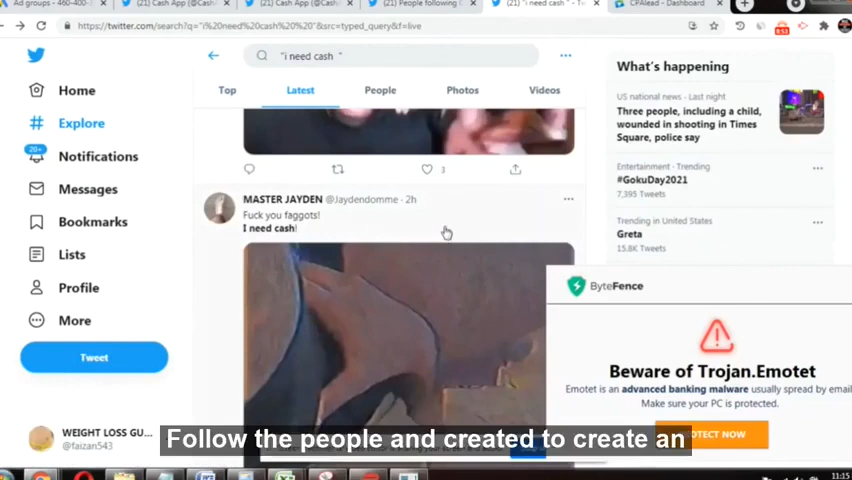 Ad groups - 460-400-
(21) Cash App (@Cash
(21) Cash App (@Cash
(21) People following
(21) "i need cash " - T
CPAlead - Dashboard
https://twitter.com/search?q="i%20need%20cash%20%20"&src=typed_query&f=live
"i need cash "
Top
Latest
People
Photos
Videos
Home
Explore
20+
Notifications
Messages
Bookmarks
Lists
Profile
More
Tweet
WEIGHT LOSS GU...
@faizan543
3
MASTER JAYDEN @Jaydendomme · 2h
Fuck you faggots!
I need cash!
What's happening
US national news · Last night
Three people, including a child,
wounded in shooting in Times
Square, police say
Entertainment · Trending
#GokuDay2021
7,395 Tweets
Trending in United States
Greta
15.8K Tweets
ByteFence
Beware of Trojan.Emotet
Emotet is an advanced banking malware usually spread by email
Make sure your PC is protected.
OTECT NOW
Follow the people and created to create an
11:15